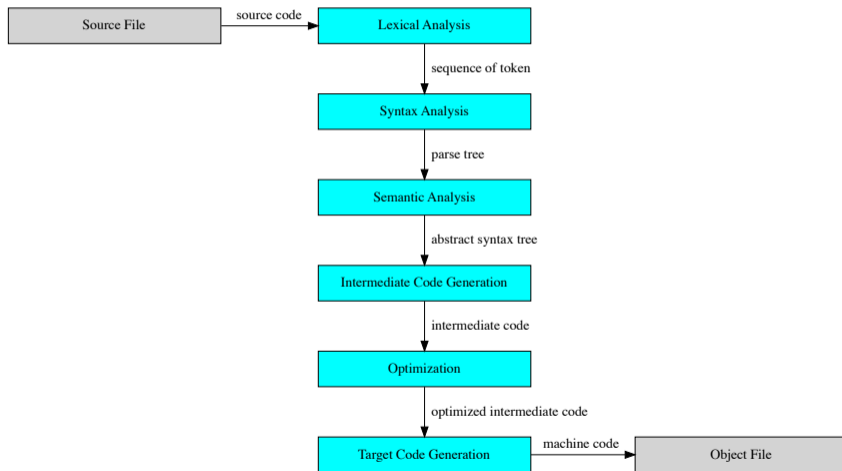 Source File
source code
Lexical Analysis
sequence of token
Syntax Analysis
parse tree
Semantic Analysis
abstract syntax tree
Intermediate Code Generation
intermediate code
Optimization
optimized intermediate code
Target Code Generation
machine code
Object File